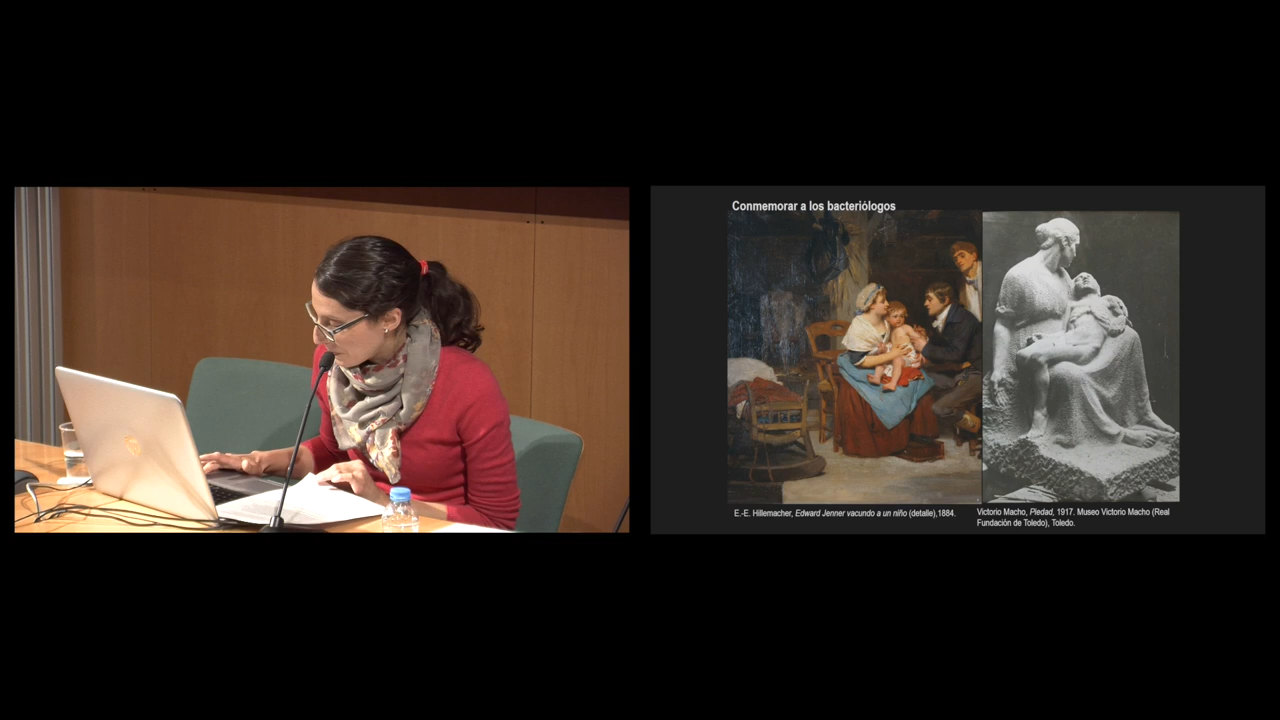 Conmemorar a los bacteriólogos
E.-E. Hillemacher, Edward Jenner vacundo a un niño (detalle),1884.
Victorio Macho, Piedad, 1917. Museo Victorio Macho (Real
Fundación de Toledo), Toledo.